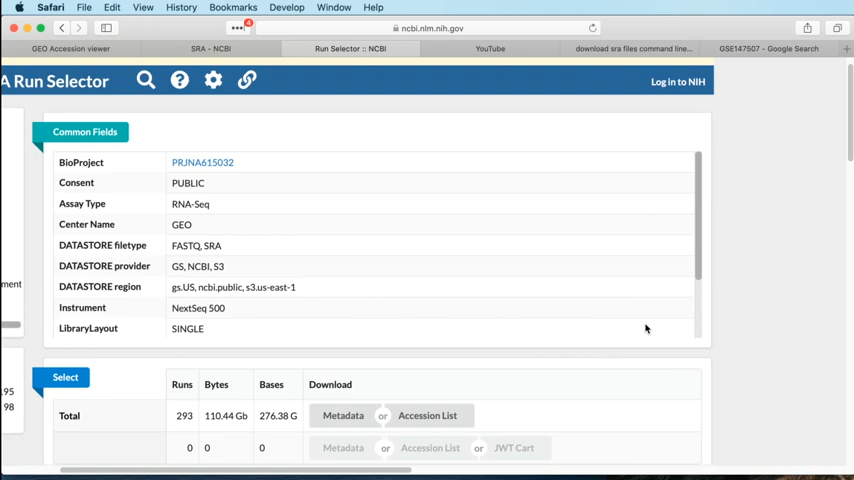 Safari File Edit View History Bookmarks Develop Window Help
4
ncbi.nlm.nih.gov
GEO Accession viewer SRA - NCBI Run Selector :: NCBI YouTube download sra files command line... GSE147507 - Google Search
A Run Selector Log in to NIH
Common Fields
BioProject PRJNA615032
Consent PUBLIC
Assay Type RNA-Seq
Center Name GEO
DATASTORE filetype FASTQ, SRA
DATASTORE provider GS, NCBI, S3
ment DATASTORE region gs.US, ncbi.public, s3.us-east-1
Instrument NextSeq 500
LibraryLayout SINGLE
Select
Runs Bytes Bases Download
195
98
Total 293 110.44 Gb 276.38 G Metadata or Accession List
0 0 0 Metadata or Accession List or JWT Cart